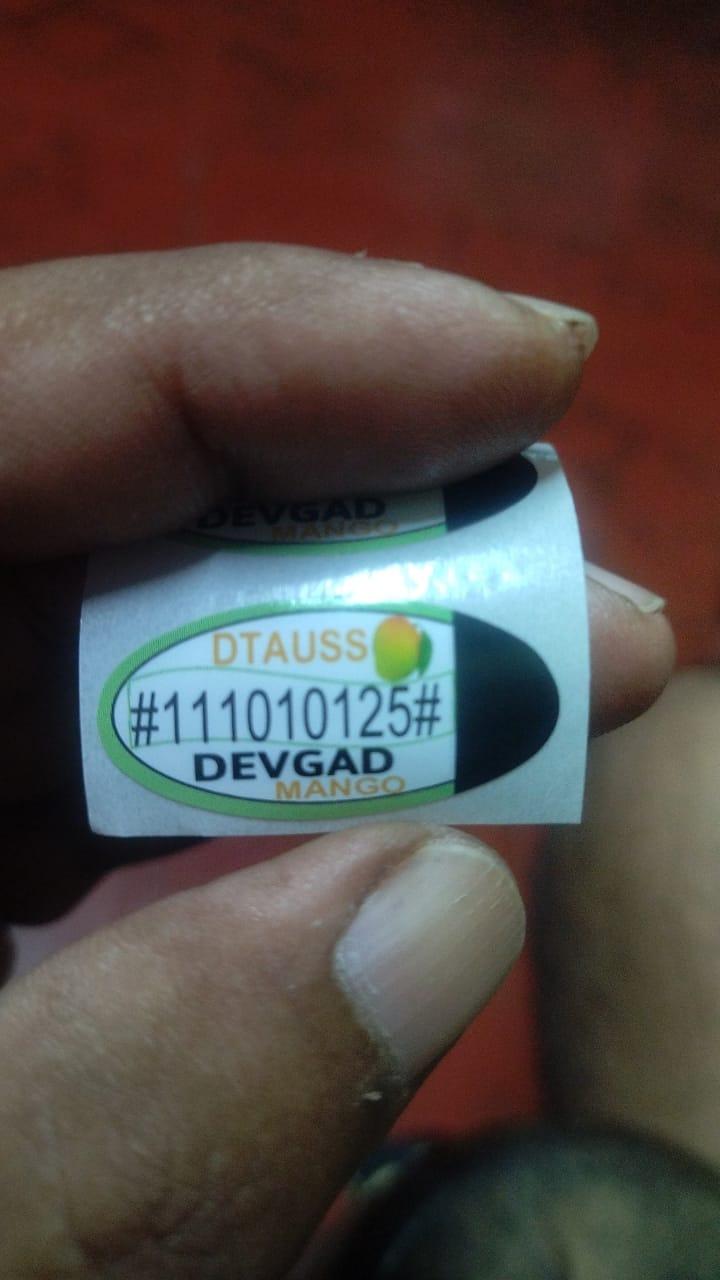 DEVGAD
MANGO
DTAUSS
#111010125#
DEVGAD
MANGO